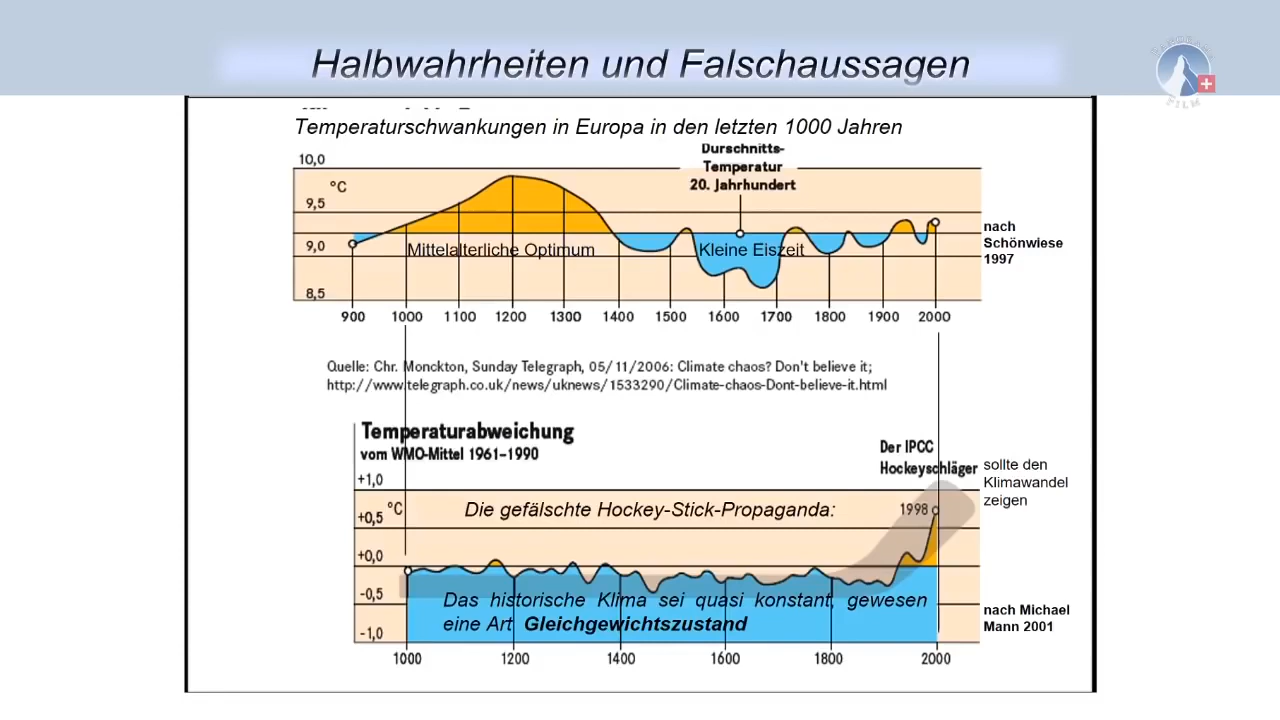 Halbwahrheiten und Falschaussagen
PANORAMA
FILM
Temperaturschwankungen in Europa in den letzten 1000 Jahren
Durschnitts-
Temperatur
20. Jahrhundert
10,0
°C
9,5
9,0
8,5
Mittelalterliche Optimum
Kleine Eiszeit
nach
Schönwiese
1997
900 1000 1100 1200 1300 1400 1500 1600 1700 1800 1900 2000
Quelle: Chr. Monckton, Sunday Telegraph, 05/11/2006: Climate chaos? Don't believe it;
http://www.telegraph.co.uk/news/uknews/1533290/Climate-chaos-Dont-believe-it.html
Temperaturabweichung
vom WMO-Mittel 1961–1990
Der IPCC
Hockeyschläger
sollte den
Klimawandel
zeigen
+1,0
°C
+0,5
+0,0
-0,5
-1,0
Die gefälschte Hockey-Stick-Propaganda:
1998
Das historische Klima sei quasi konstant, gewesen
eine Art Gleichgewichtszustand
nach Michael
Mann 2001
1000 1200 1400 1600 1800 2000